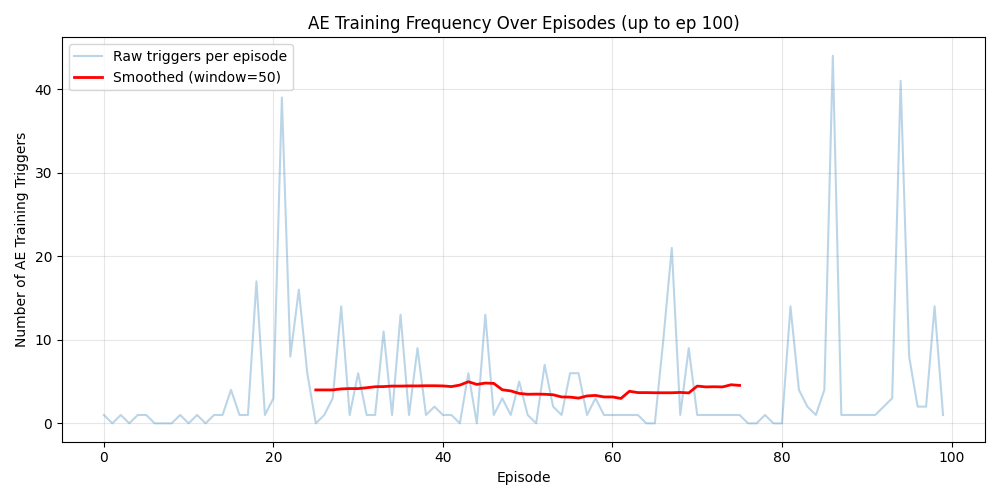 AE Training Frequency Over Episodes (up to ep 100)
Raw triggers per episode
Smoothed (window=50)
Number of AE Training Triggers
40
30
20
10
0
0
20
40
60
80
100
Episode